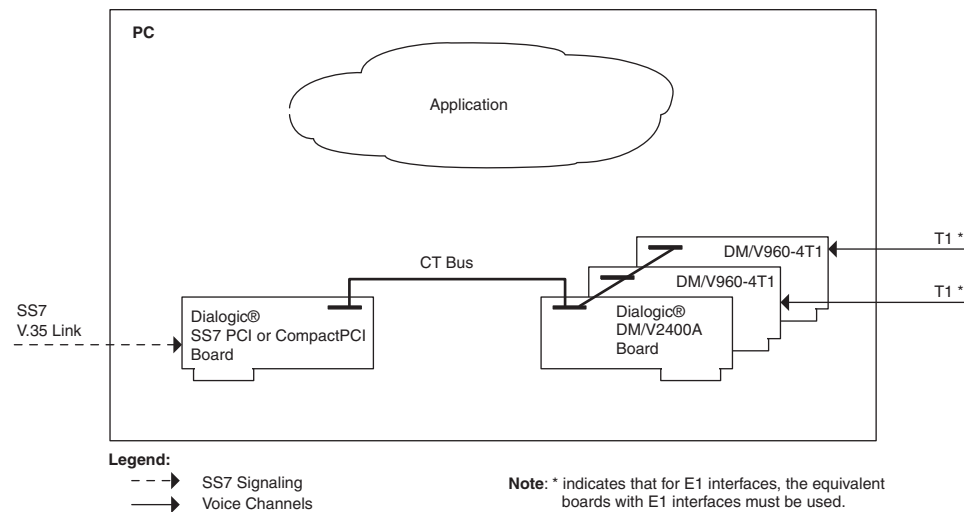 PC
Application
T1 *
DM/V960-4T1
CT Bus
DM/V960-4T1
T1 *
SS7
V.35 Link
Dialogic®
SS7 PCI or CompactPCI
Board
Dialogic®
DM/V2400A
Board
Legend:
SS7 Signaling
Voice Channels
Note: * indicates that for E1 interfaces, the equivalent
boards with E1 interfaces must be used.